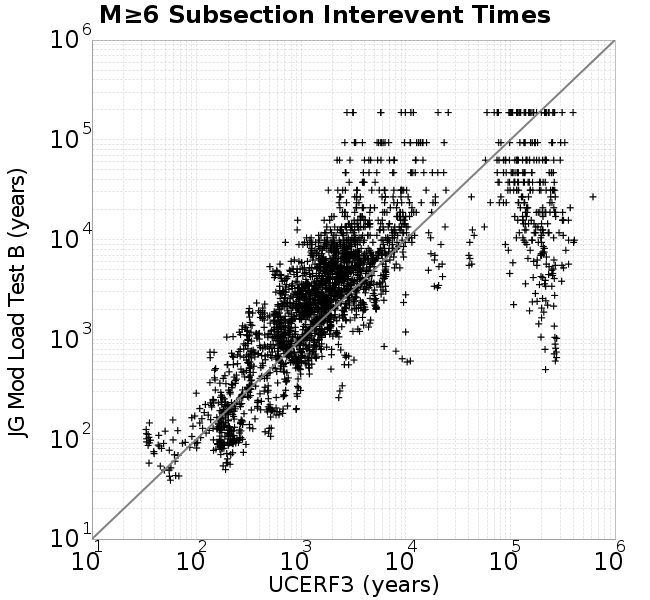 M≥6 Subsection Interevent Times
10^6
10^5
10^4
10^3
10^2
10^1
JG Mod Load Test B (years)
10^1 10^2 10^3 10^4 10^5 10^6
UCERF3 (years)